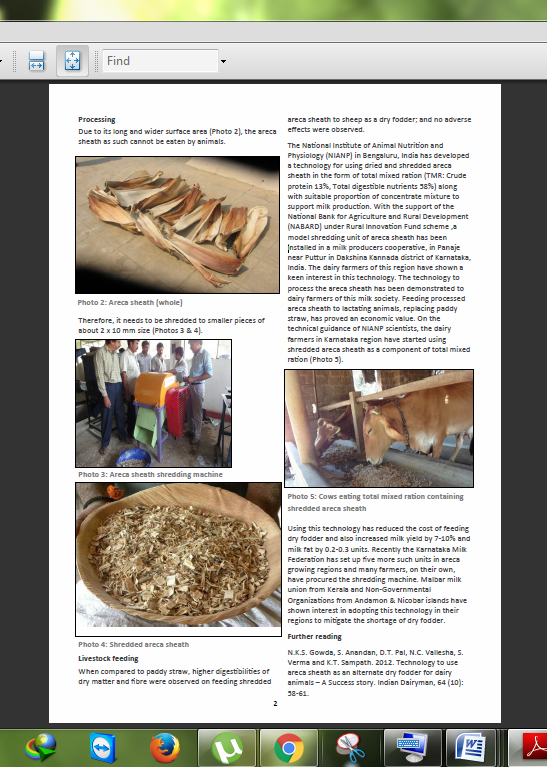 Find
Processing
Due to its long and wider surface area (Photo 2), the areca
sheath as such cannot be eaten by animals.
Photo 2: Areca sheath (whole)
Therefore, it needs to be shredded to smaller pieces of
about 2 x 10 mm size (Photos 3 & 4).
Photo 3: Areca sheath shredding machine
Photo 4: Shredded areca sheath
Livestock feeding
When compared to paddy straw, higher digestibilities of
dry matter and fibre were observed on feeding shredded
areca sheath to sheep as a dry fodder; and no adverse
effects were observed.
The National Institute of Animal Nutrition and
Physiology (NIANP) in Bengaluru, India has developed
a technology for using dried and shredded areca
sheath in the form of total mixed ration (TMR: Crude
protein 13%, Total digestible nutrients 58%) along
with suitable proportion of concentrate mixture to
support milk production. With the support of the
National Bank for Agriculture and Rural Development
(NABARD) under Rural Innovation Fund scheme ,a
model shredding unit of areca sheath has been
installed in a milk producers cooperative, in Panaje
near Puttur in Dakshina Kannada district of Karnataka,
India. The dairy farmers of this region have shown a
keen interest in this technology. The technology to
process the areca sheath has been demonstrated to
dairy farmers of this milk society. Feeding processed
areca sheath to lactating animals, replacing paddy
straw, has proved an economic value. On the
technical guidance of NIANP scientists, the dairy
farmers in Karnataka region have started using
shredded areca sheath as a component of total mixed
ration (Photo 5).
Photo 5: Cows eating total mixed ration containing
shredded areca sheath
Using this technology has reduced the cost of feeding
dry fodder and also increased milk yield by 7-10% and
milk fat by 0.2-0.3 units. Recently the Karnataka Milk
Federation has set up five more such units in areca
growing regions and many farmers, on their own,
have procured the shredding machine. Malbar milk
union from Kerala and Non-Governmental
Organizations from Andamon & Nicobar islands have
shown interest in adopting this technology in their
regions to mitigate the shortage of dry fodder.
Further reading
N.K.S. Gowda, S. Anandan, D.T. Pal, N.C. Vallesha, S.
Verma and K.T. Sampath. 2012. Technology to use
areca sheath as an alternate dry fodder for dairy
animals – A Success story. Indian Dairyman, 64 (10):
58-61.
2